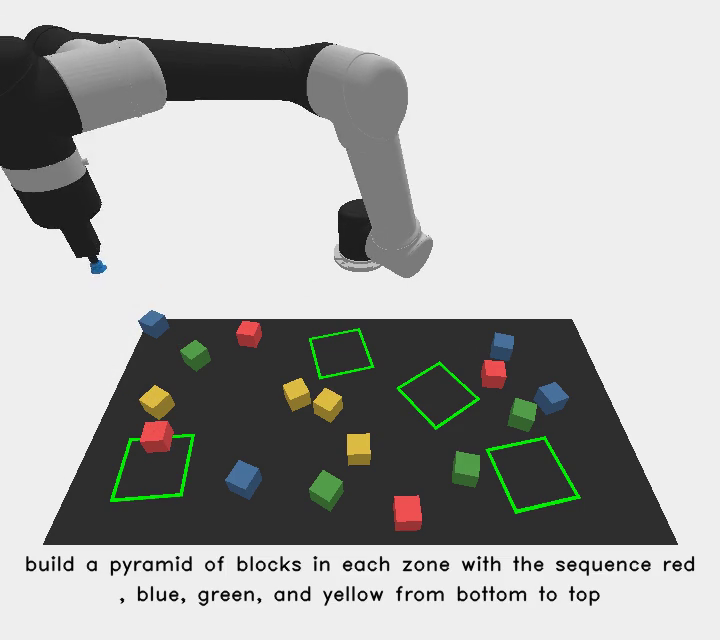 build a pyramid of blocks in each zone with the sequence red
, blue, green, and yellow from bottom to top